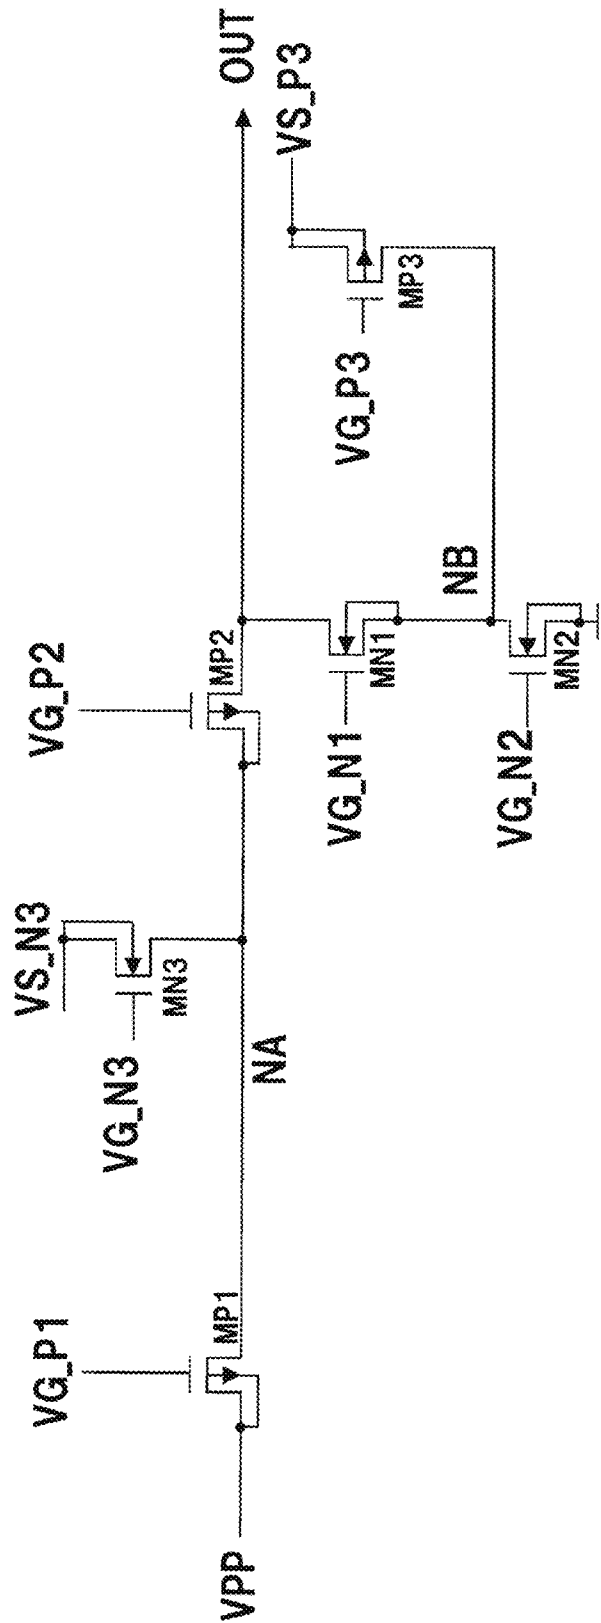 VPP
VG_P1
MP1
NA
VG_N3
VS_N3
MN3
VG_P2
MP2
VG_N1
MN1
NB
VG_N2
MN2
VG_P3
MP3
VS_P3
OUT